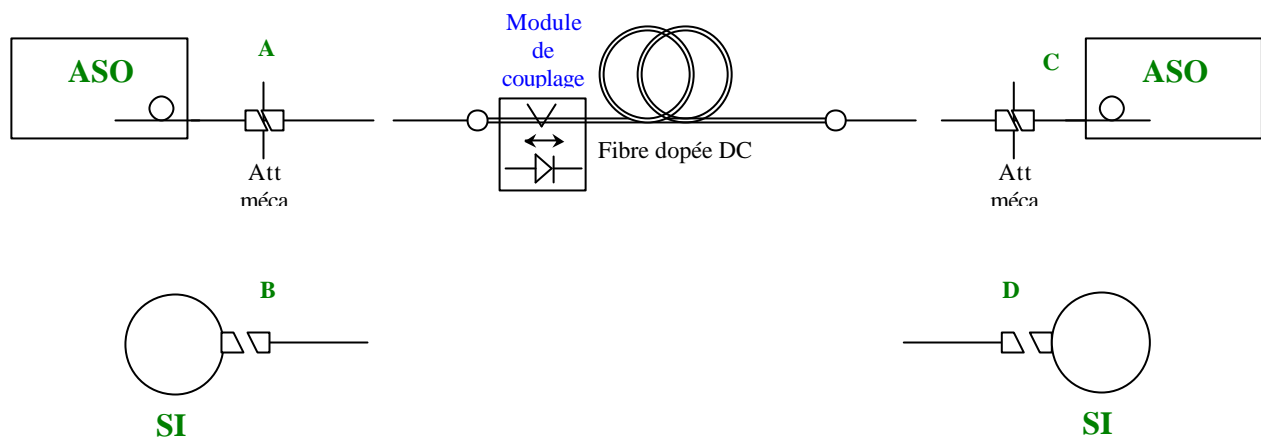 Module
de
couplage
A
C
ASO
ASO
Fibre dopée DC
Att
méca
Att
méca
B
D
SI
SI